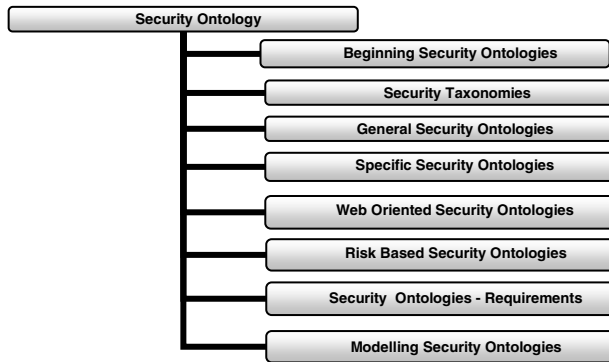 Security Ontology
Beginning Security Ontologies
Security Taxonomies
General Security Ontologies
Specific Security Ontologies
Web Oriented Security Ontologies
Risk Based Security Ontologies
Security Ontologies - Requirements
Modelling Security Ontologies